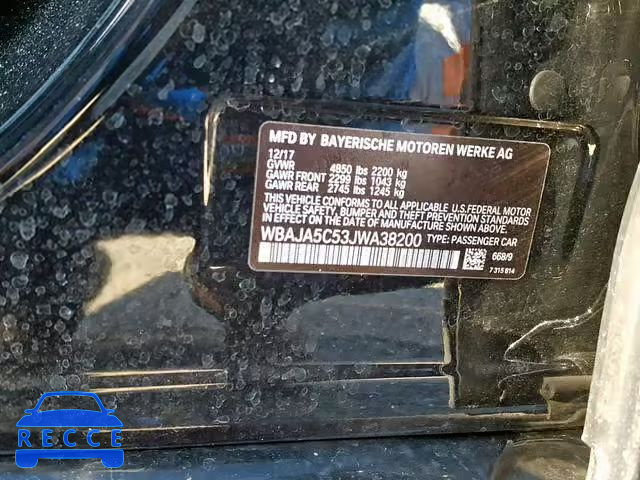 MFD BY BAYERISCHE MOTOREN WERKE AG
12/17
GVWR 4850 lbs 2200 kg
GAWR FRONT 2299 lbs 1043 kg
GAWR REAR 2745 lbs 1245 kg
THIS VEHICLE CONFORMS TO ALL APPLICABLE U.S.FEDERAL MOTOR
VEHICLE SAFETY, BUMPER, AND THEFT PREVENTION STANDARDS
IN EFFECT ON THE DATE OF MANUFACTURE SHOWN ABOVE.
WBAJA5C53JWA38200 TYPE: PASSENGER CAR
668/9
7 315 814
RECCE